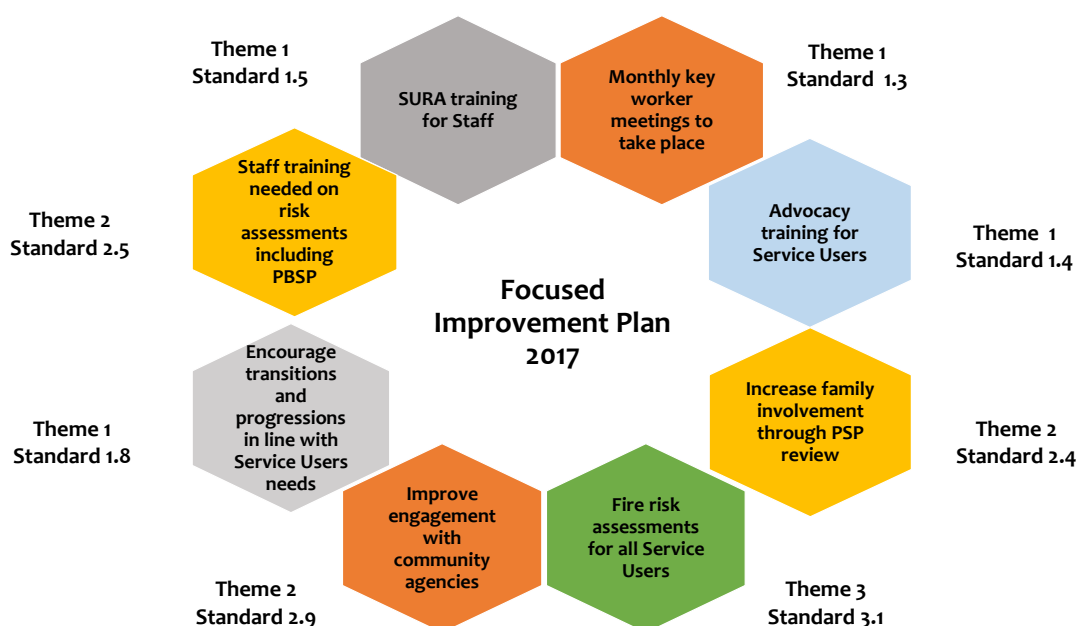 Theme 1
Standard 1.5
SURA training
for Staff
Monthly key
worker
meetings to
take place
Theme 1
Standard  1.3
Staff training
needed on
risk
assessments
including
PBSP
Theme 2
Standard 2.5
Advocacy
training for
Service Users
Theme 1
Standard 1.4
Focused
Improvement Plan
2017
Encourage
transitions
and
progressions
in line with
Service Users
needs
Theme 1
Standard 1.8
Increase family
involvement
through PSP
review
Theme 2
Standard 2.4
Improve
engagement
with
community
agencies
Theme 2
Standard 2.9
Fire risk
assessments
for all Service
Users
Theme 3
Standard 3.1